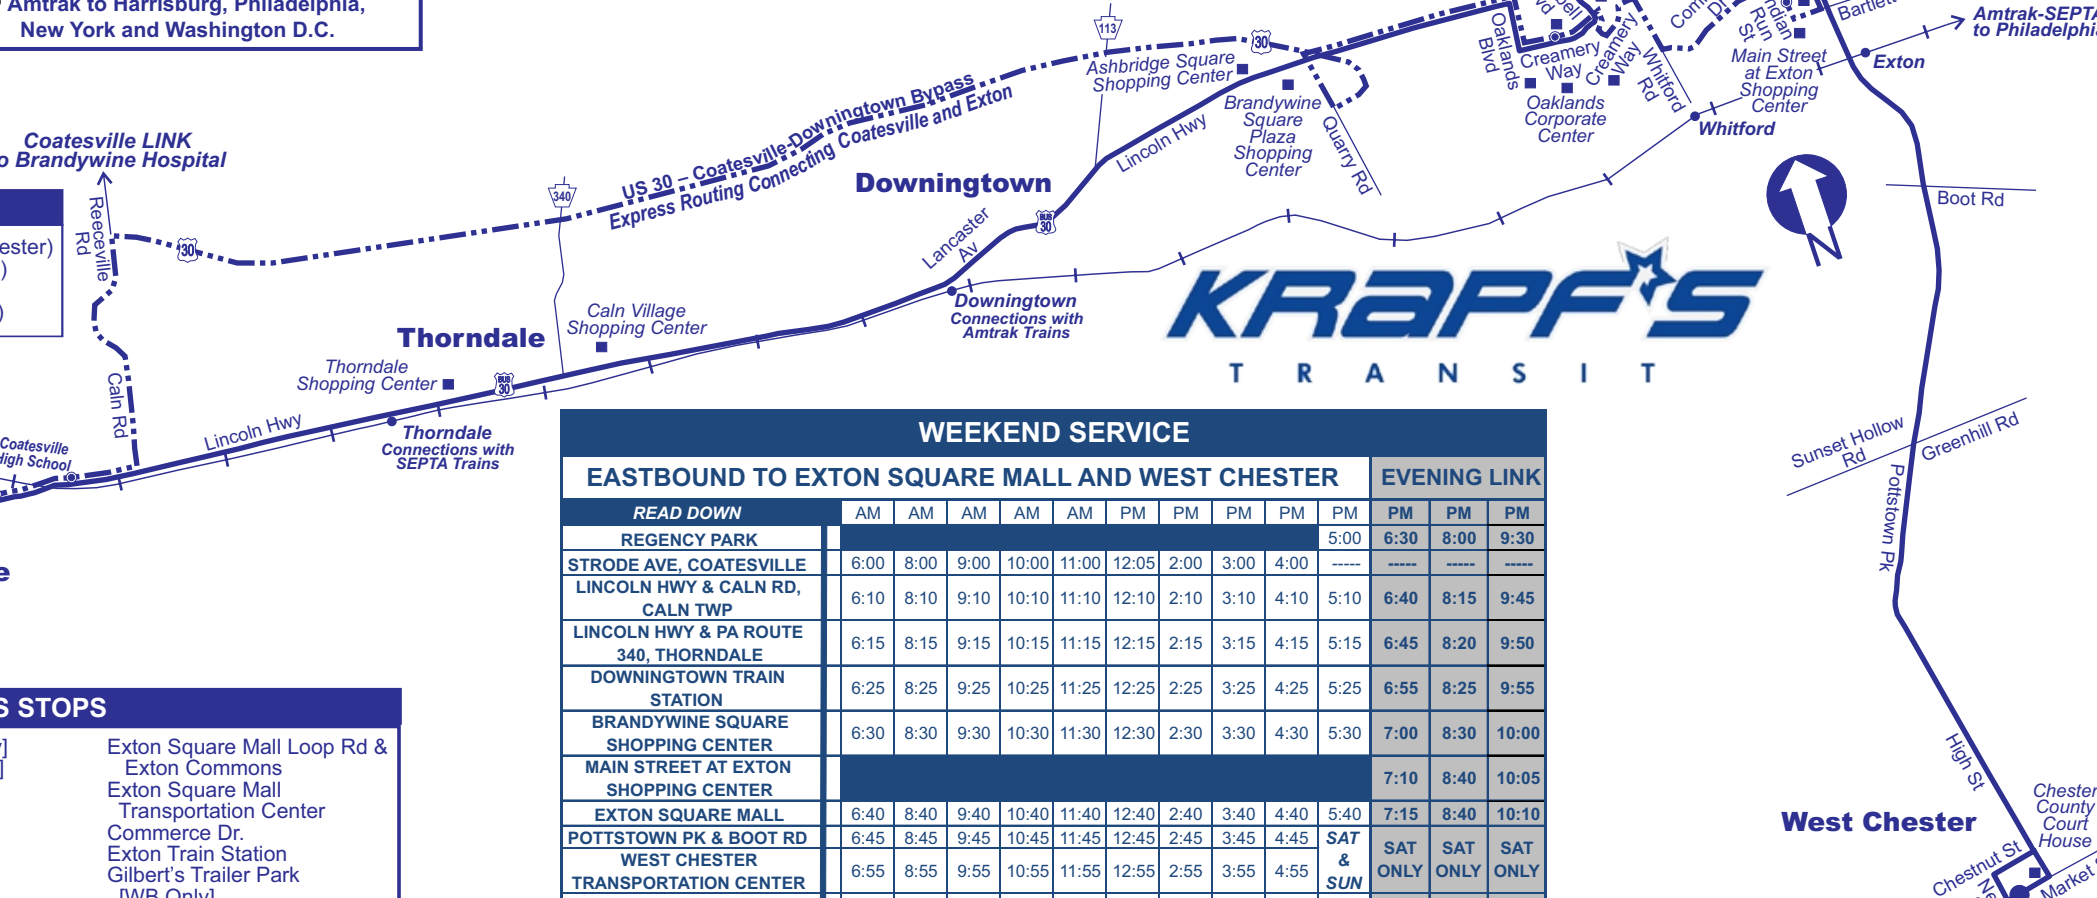 Amtrak to Harrisburg, Philadelphia,
New York and Washington D.C.
113
30
Ashbridge Square
Shopping Center
Oaklands
Blvd
Creamery
Way
Creamery
Way
Whitford
Rd
Indian
Run
St
Bartlett
Main Street
at Exton
Shopping
Center
Exton
Amtrak-SEPTA
to Philadelphia
Brandywine
Square
Plaza
Shopping
Center
Quarry Rd
Oaklands
Corporate
Center
Whitford
Coatesville LINK
to Brandywine Hospital
US 30 – Coatesville-Downingtown Bypass
Express Routing Connecting Coatesville and Exton
Lincoln Hwy
Downingtown
340
Boot Rd
Reeceville
Rd
30
BUS
30
Lancaster
Av
Downingtown
Connections with
Amtrak Trains
KRAPF'S
TRANSIT
Caln Village
Shopping Center
Thorndale
Thorndale
Shopping Center
BUS
30
Caln Rd
Lincoln Hwy
Thorndale
Connections with
SEPTA Trains
Coatesville
High School
Sunset Hollow
Rd
Greenhill Rd
Pottstown Pk
WEEKEND SERVICE
EASTBOUND TO EXTON SQUARE MALL AND WEST CHESTER EVENING LINK
READ DOWN AM AM AM AM AM PM PM PM PM PM PM PM PM
REGENCY PARK 5:00 6:30 8:00 9:30
STRODE AVE, COATESVILLE 6:00 8:00 9:00 10:00 11:00 12:05 2:00 3:00 4:00 ----- ----- ----- -----
LINCOLN HWY & CALN RD,
CALN TWP 6:10 8:10 9:10 10:10 11:10 12:10 2:10 3:10 4:10 5:10 6:40 8:15 9:45
LINCOLN HWY & PA ROUTE
340, THORNDALE 6:15 8:15 9:15 10:15 11:15 12:15 2:15 3:15 4:15 5:15 6:45 8:20 9:50
DOWNINGTOWN TRAIN
STATION 6:25 8:25 9:25 10:25 11:25 12:25 2:25 3:25 4:25 5:25 6:55 8:25 9:55
BRANDYWINE SQUARE
SHOPPING CENTER 6:30 8:30 9:30 10:30 11:30 12:30 2:30 3:30 4:30 5:30 7:00 8:30 10:00
MAIN STREET AT EXTON
SHOPPING CENTER 7:10 8:40 10:05
EXTON SQUARE MALL 6:40 8:40 9:40 10:40 11:40 12:40 2:40 3:40 4:40 5:40 7:15 8:40 10:10
POTTSTOWN PK & BOOT RD 6:45 8:45 9:45 10:45 11:45 12:45 2:45 3:45 4:45
WEST CHESTER
TRANSPORTATION CENTER 6:55 8:55 9:55 10:55 11:55 12:55 2:55 3:55 4:55
SAT
&
SUN
SAT
ONLY
SAT
ONLY
SAT
ONLY
STOPS
Exton Square Mall Loop Rd &
Exton Commons
Exton Square Mall
Transportation Center
Commerce Dr.
Exton Train Station
Gilbert's Trailer Park
[WB Only]
High St
West Chester
Chester
County
Court
House
Chestnut St
Market